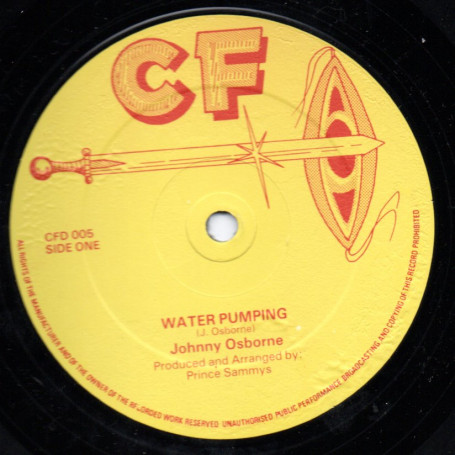 CF
CFD 005
SIDE ONE
WATER PUMPING
(J. Osborne)
Johnny Osborne
Produced and Arranged by:
Prince Sammys
ALL RIGHTS OF THE MANUFACTURER AND OF THE OWNER OF THE RECORDED WORK RESERVED UNAUTHORISED PUBLIC PERFORMANCE BROADCASTING AND COPYING OF THIS RECORD PROHIBITED